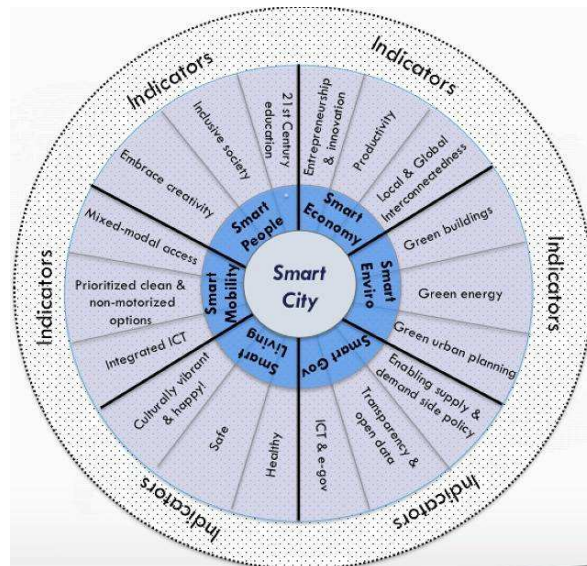 Smart
City
Smart
Economy
Entrepreneurship
& innovation
Productivity
Local & Global
Interconnectedness
Indicators
Smart
Enviro
Green buildings
Green energy
Green urban planning
Indicators
Smart Gov
Enabling supply &
demand side policy
Transparency &
open data
ICT & e-gov
Indicators
Smart
Living
Healthy
Safe
Culturally vibrant
& happy!
Indicators
Smart
Mobility
Integrated ICT
Prioritized clean &
non-motorized
options
Mixed-modal access
Indicators
Smart
People
Embrace creativity
Inclusive society
21st Century
education
Indicators